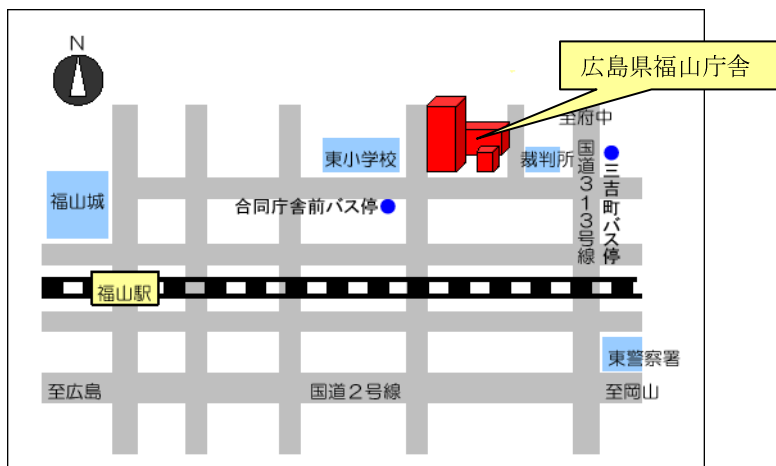 N
広島県福山庁舎
至府中
東小学校
裁判所
国道313号線
三吉町バス停
福山城
合同庁舎前バス停
福山駅
東警察署
至広島
国道2号線
至岡山